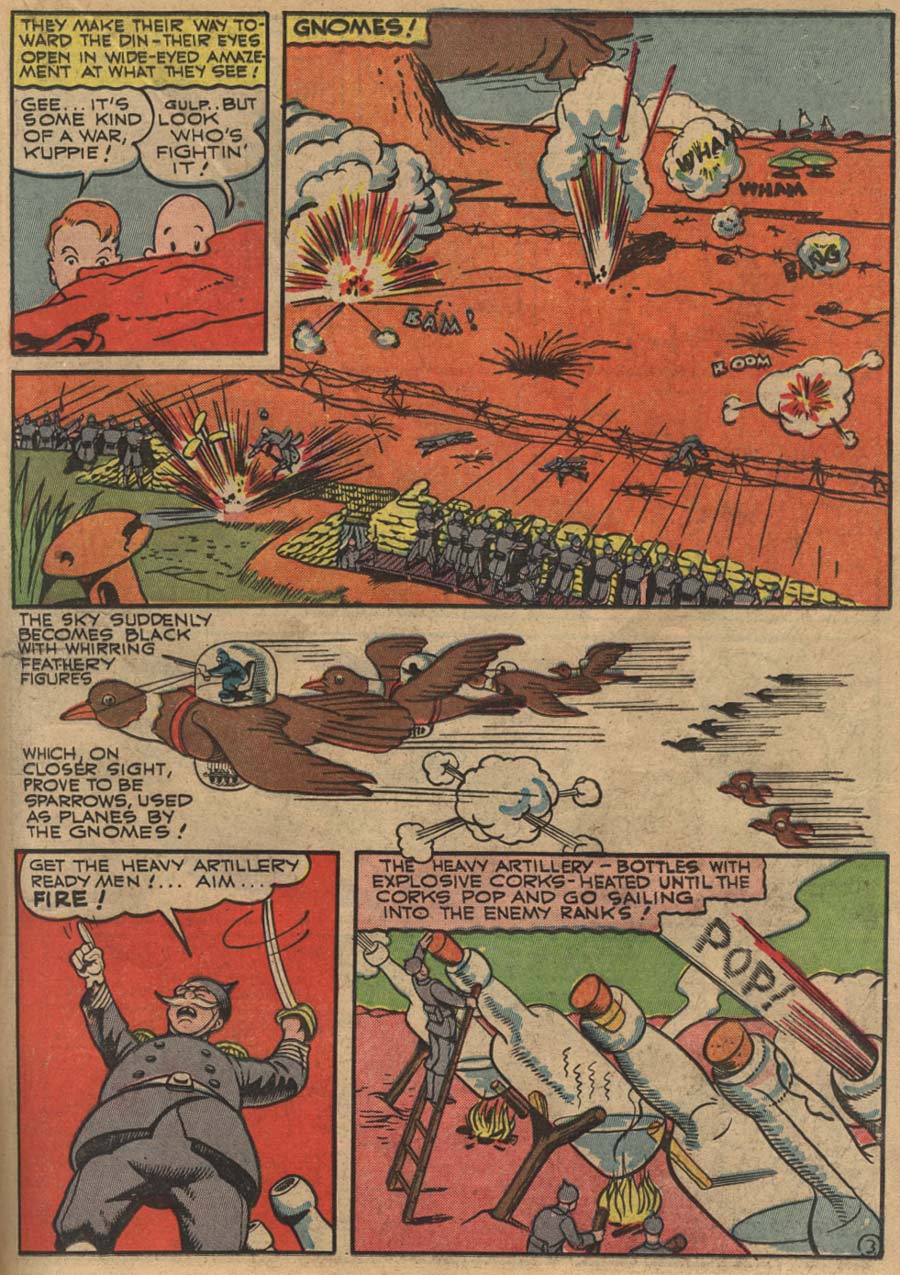 THEY MAKE THEIR WAY TO-
WARD THE DIN - THEIR EYES
OPEN IN WIDE-EYED AMAZE-
MENT AT WHAT THEY SEE!
GEE... IT'S
SOME KIND
OF A WAR,
KUPPIE!
GULP.. BUT
LOOK
WHO'S
FIGHTIN'
IT!
GNOMES!
WHAM
WHAM
BANG
BAM!
ROOM
THE SKY SUDDENLY
BECOMES BLACK
WITH WHIRRING
FEATHERY
FIGURES
WHICH, ON
CLOSER SIGHT,
PROVE TO BE
SPARROWS, USED
AS PLANES BY
THE GNOMES!
GET THE HEAVY ARTILLERY
READY MEN!... AIM....
FIRE!
THE HEAVY ARTILLERY - BOTTLES WITH
EXPLOSIVE CORKS - HEATED UNTIL THE
CORKS POP AND GO SAILING
INTO THE ENEMY RANKS!
POP!
3